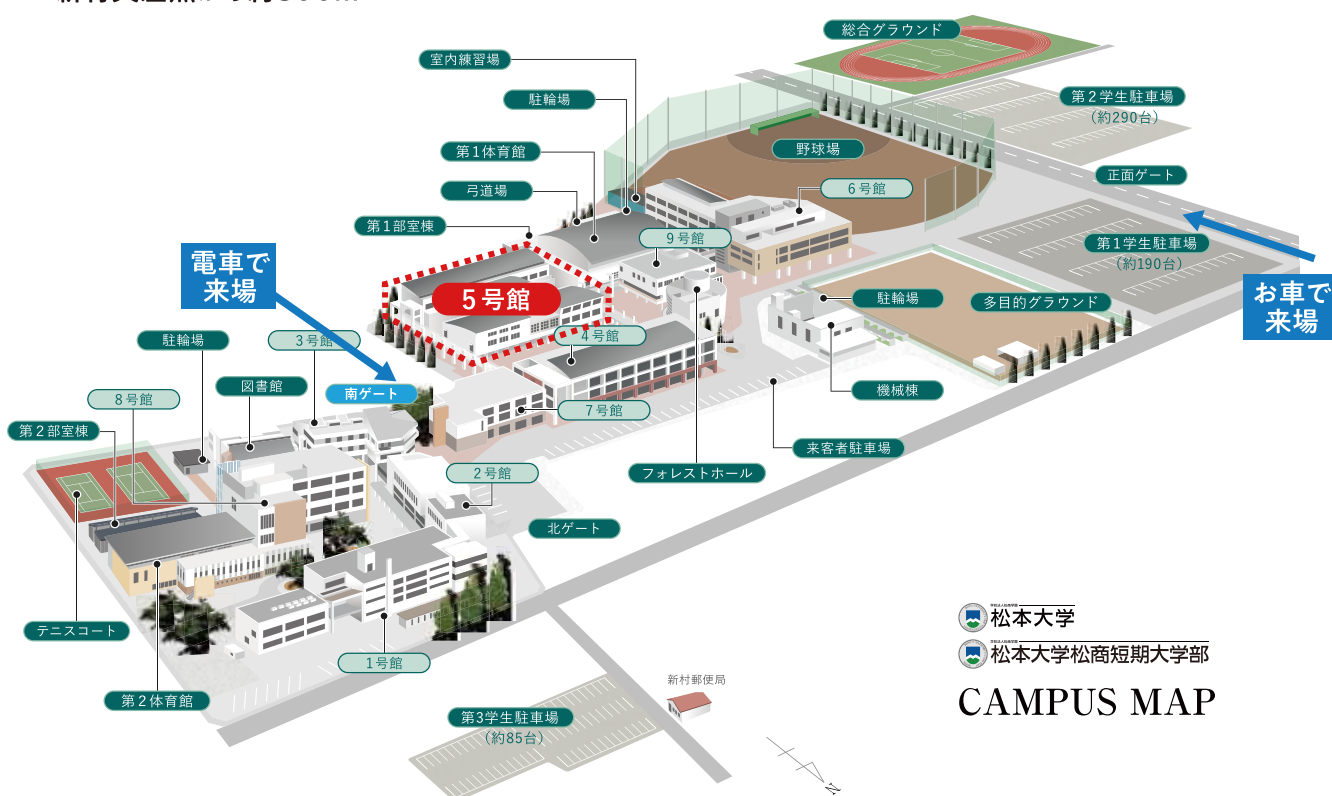 総合グラウンド
室内練習場
駐輪場
第2学生駐車場
（約290台）
第1体育館
野球場
正面ゲート
弓道場
6号館
第1部室棟
9号館
第1学生駐車場
（約190台）
電車で
来場
お車で
来場
5号館
駐輪場
多目的グラウンド
4号館
3号館
駐輪場
図書館
南ゲート
機械棟
8号館
7号館
第2部室棟
来客者駐車場
2号館
フォレストホール
北ゲート
テニスコート
1号館
第2体育館
新村郵便局
第3学生駐車場
（約85台）
松本大学
松本大学松商短期大学部
CAMPUS MAP
N